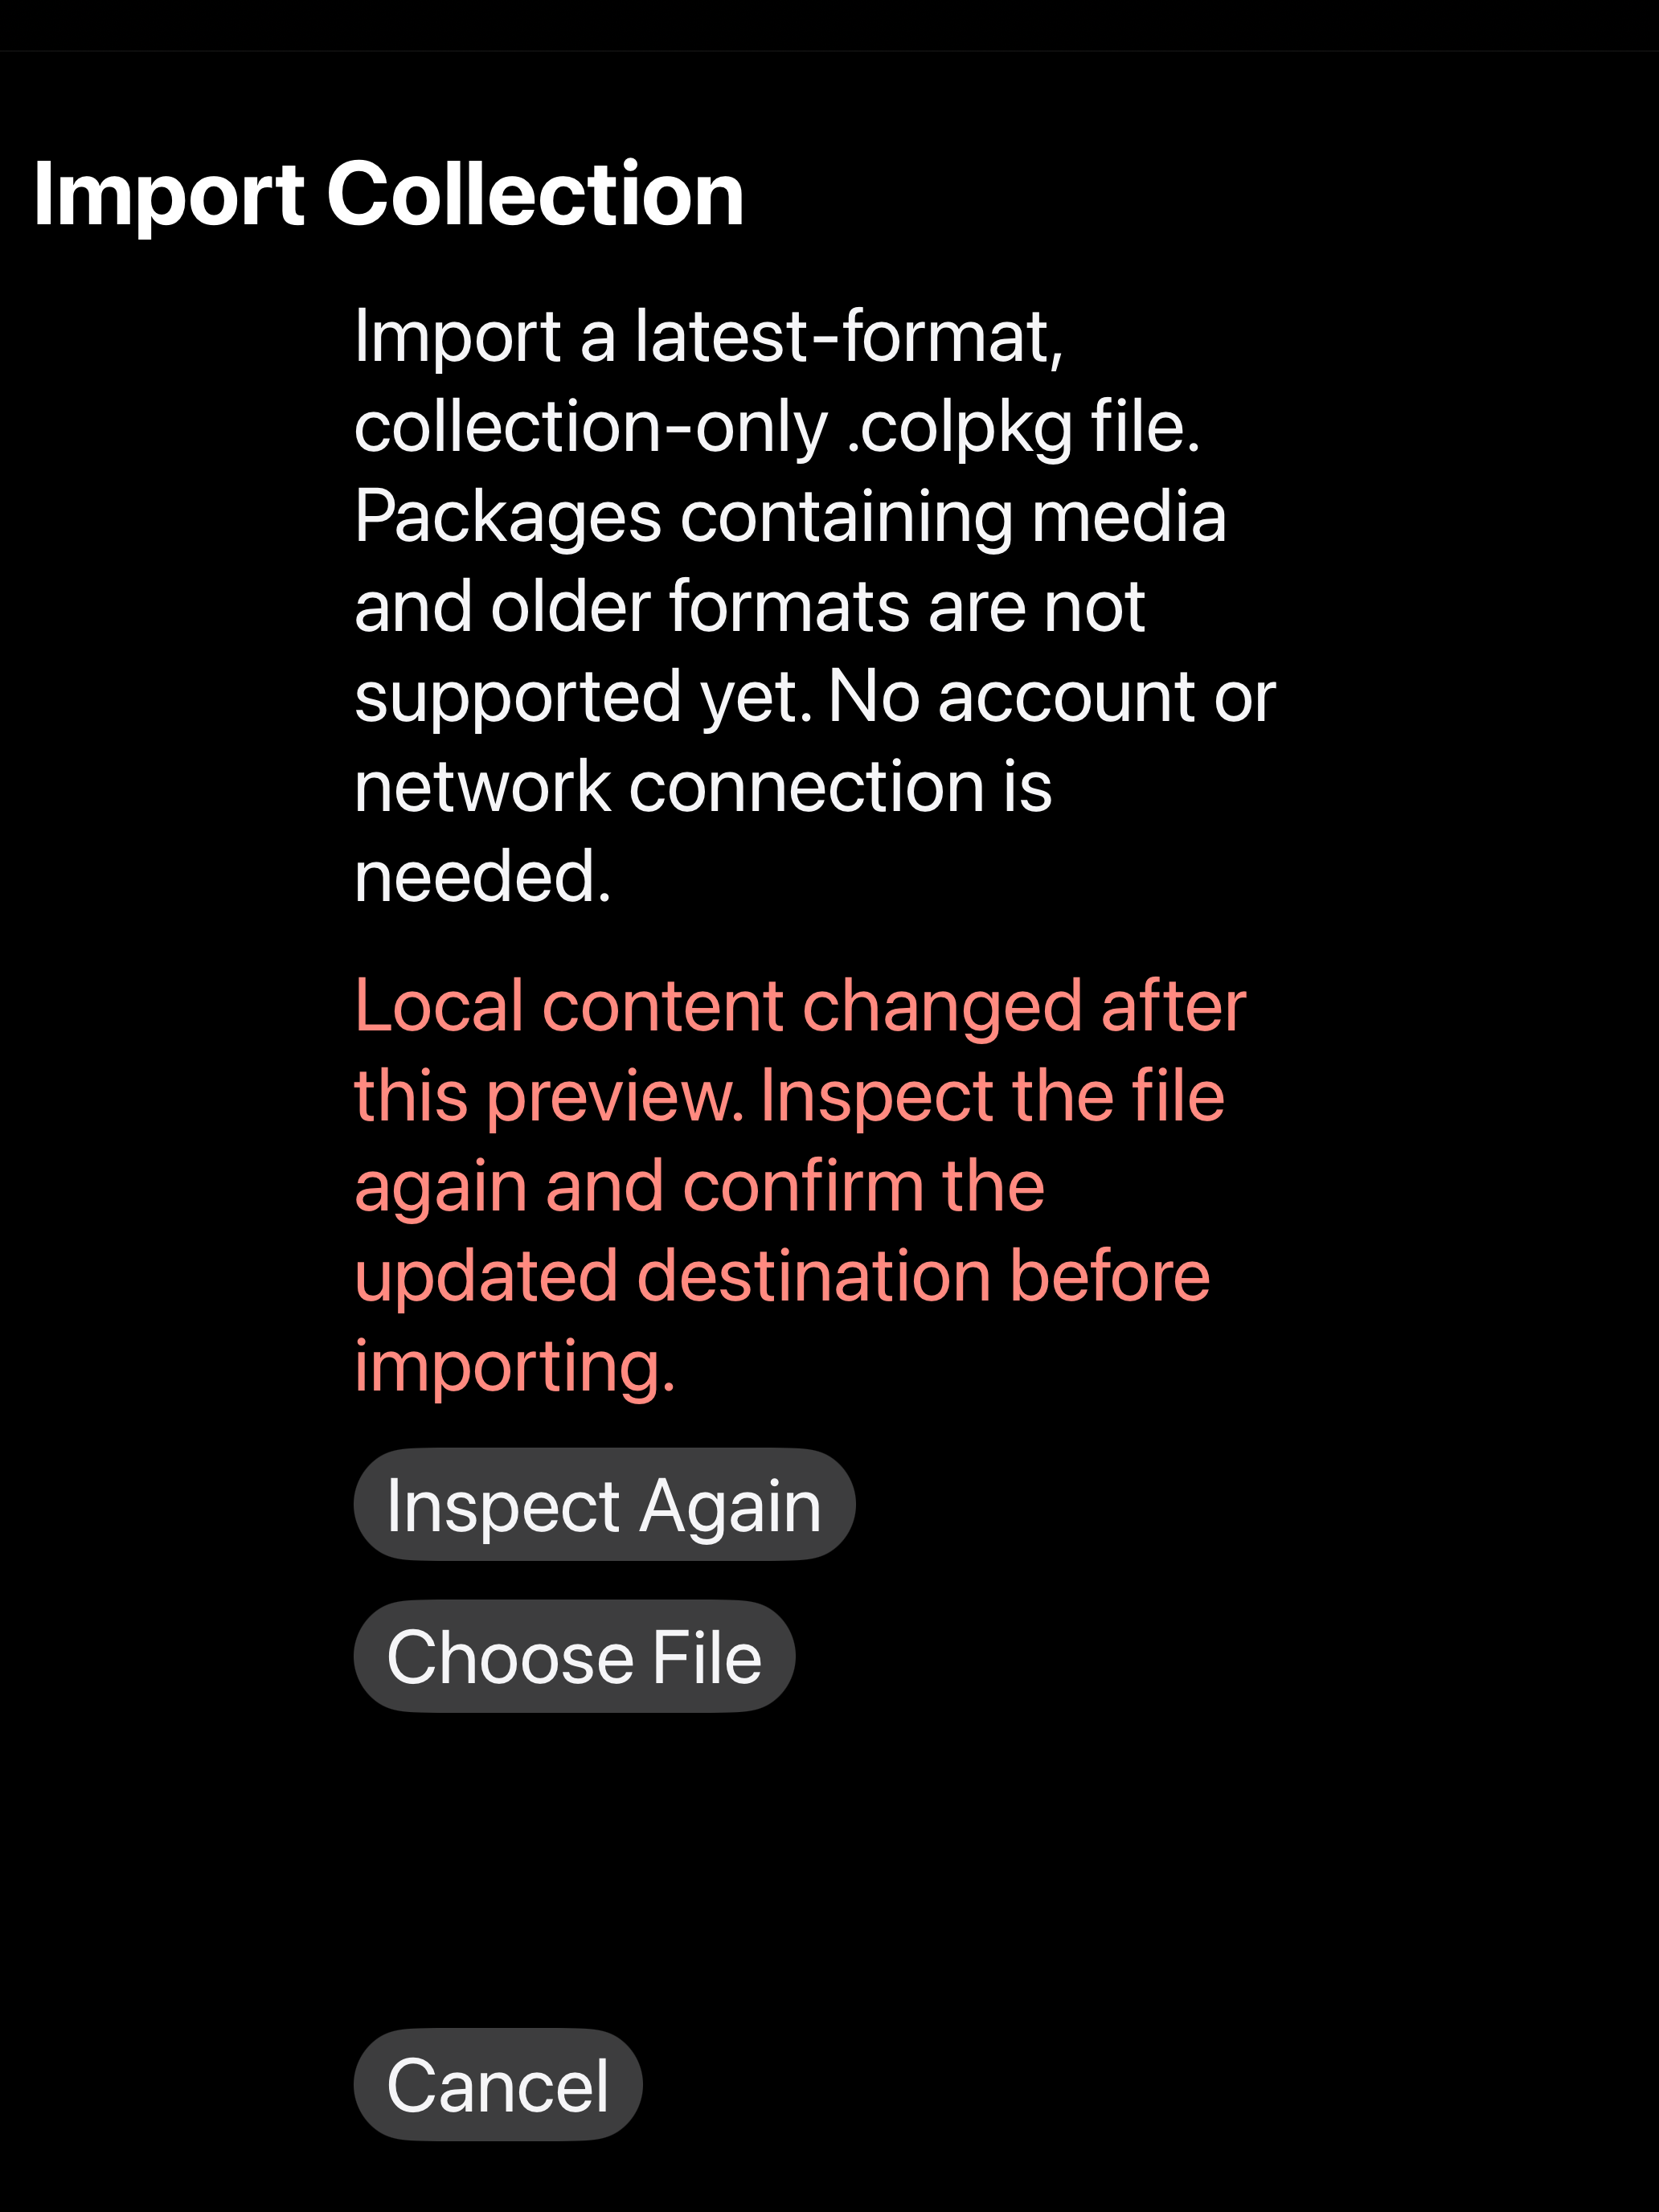 Import Collection
Import a latest-format,
collection-only .colpkg file.
Packages containing media
and older formats are not
supported yet. No account or
network connection is
needed.
Local content changed after
this preview. Inspect the file
again and confirm the
updated destination before
importing.
Inspect Again
Choose File
Cancel